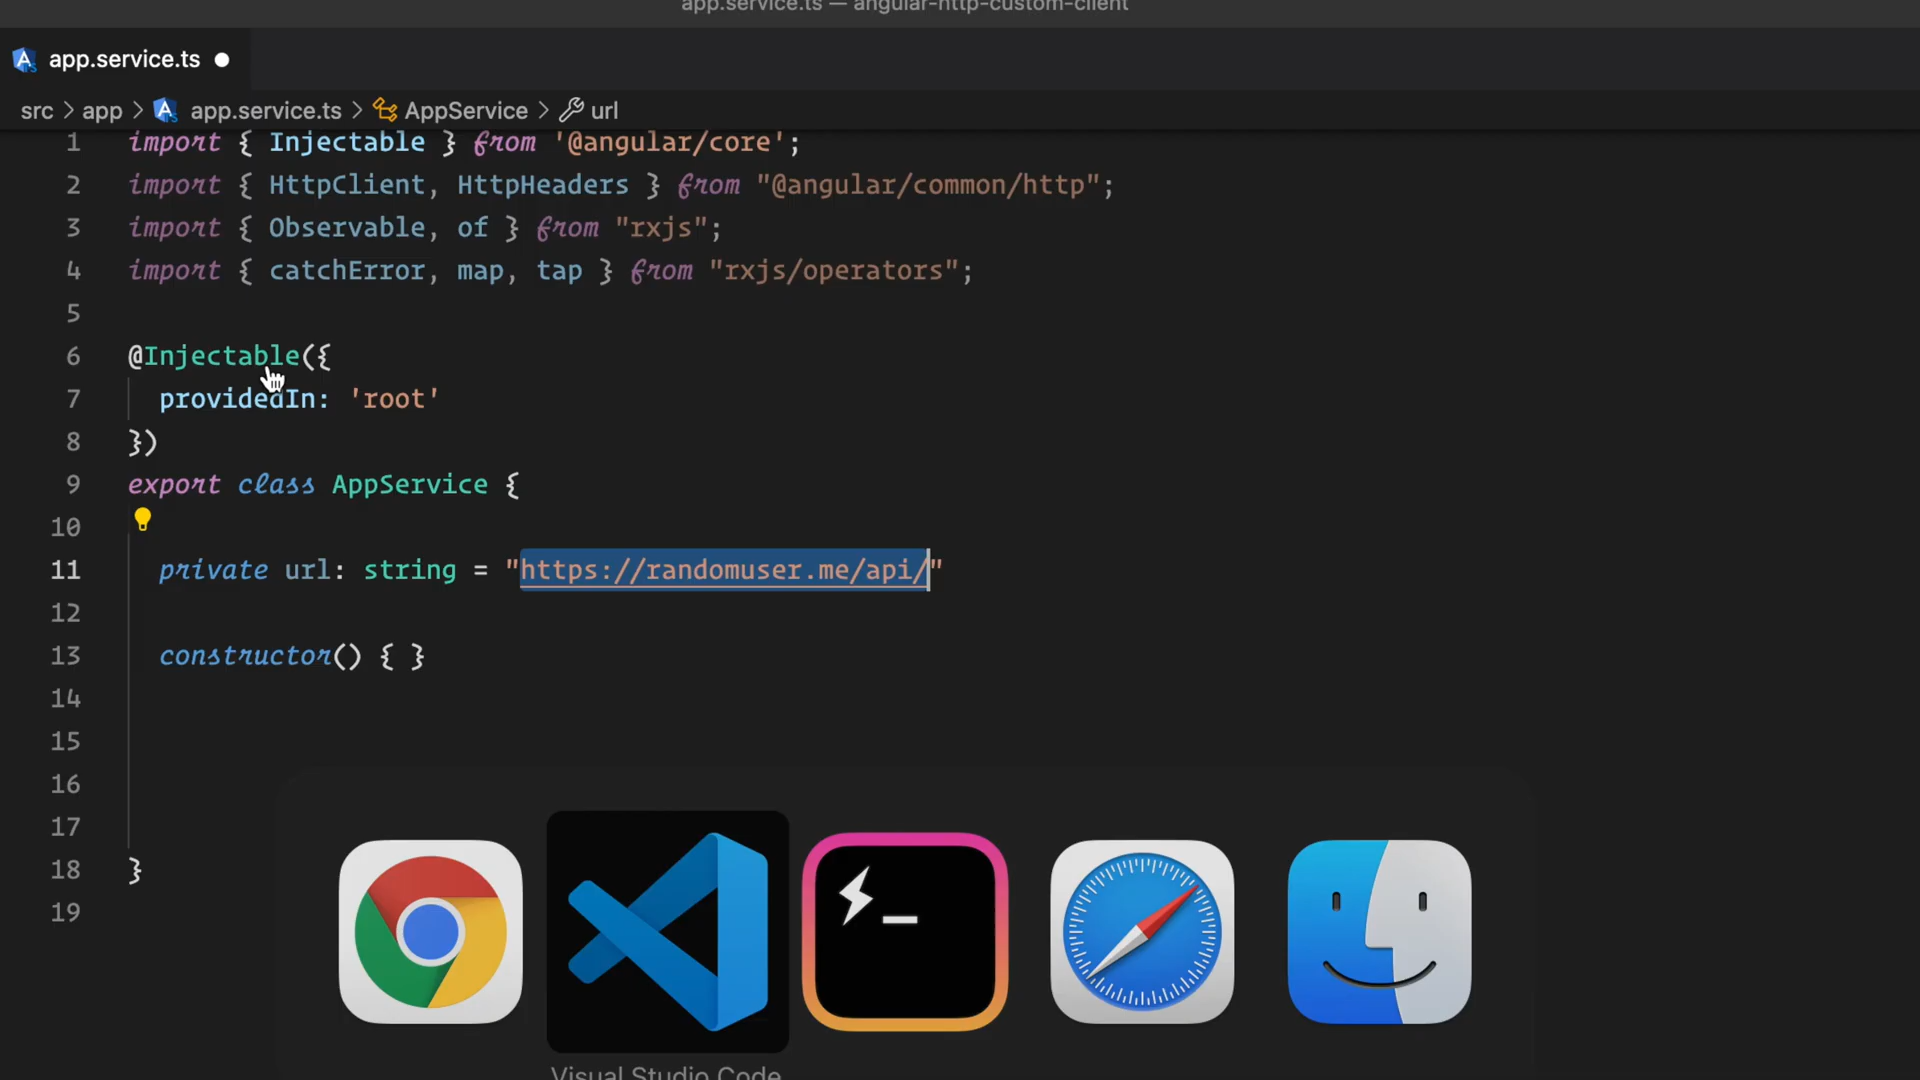 app.service.ts — angular-http-custom-client
app.service.ts
src > app > app.service.ts > AppService > url
1 import { Injectable } from '@angular/core';
2 import { HttpClient, HttpHeaders } from "@angular/common/http";
3 import { Observable, of } from "rxjs";
4 import { catchError, map, tap } from "rxjs/operators";
5
6 @Injectable({
7 providedIn: 'root'
8 })
9 export class AppService {
10
11 private url: string = "https://randomuser.me/api/"
12
13 constructor() { }
14
15
16
17
18 }
19
Visual Studio Code